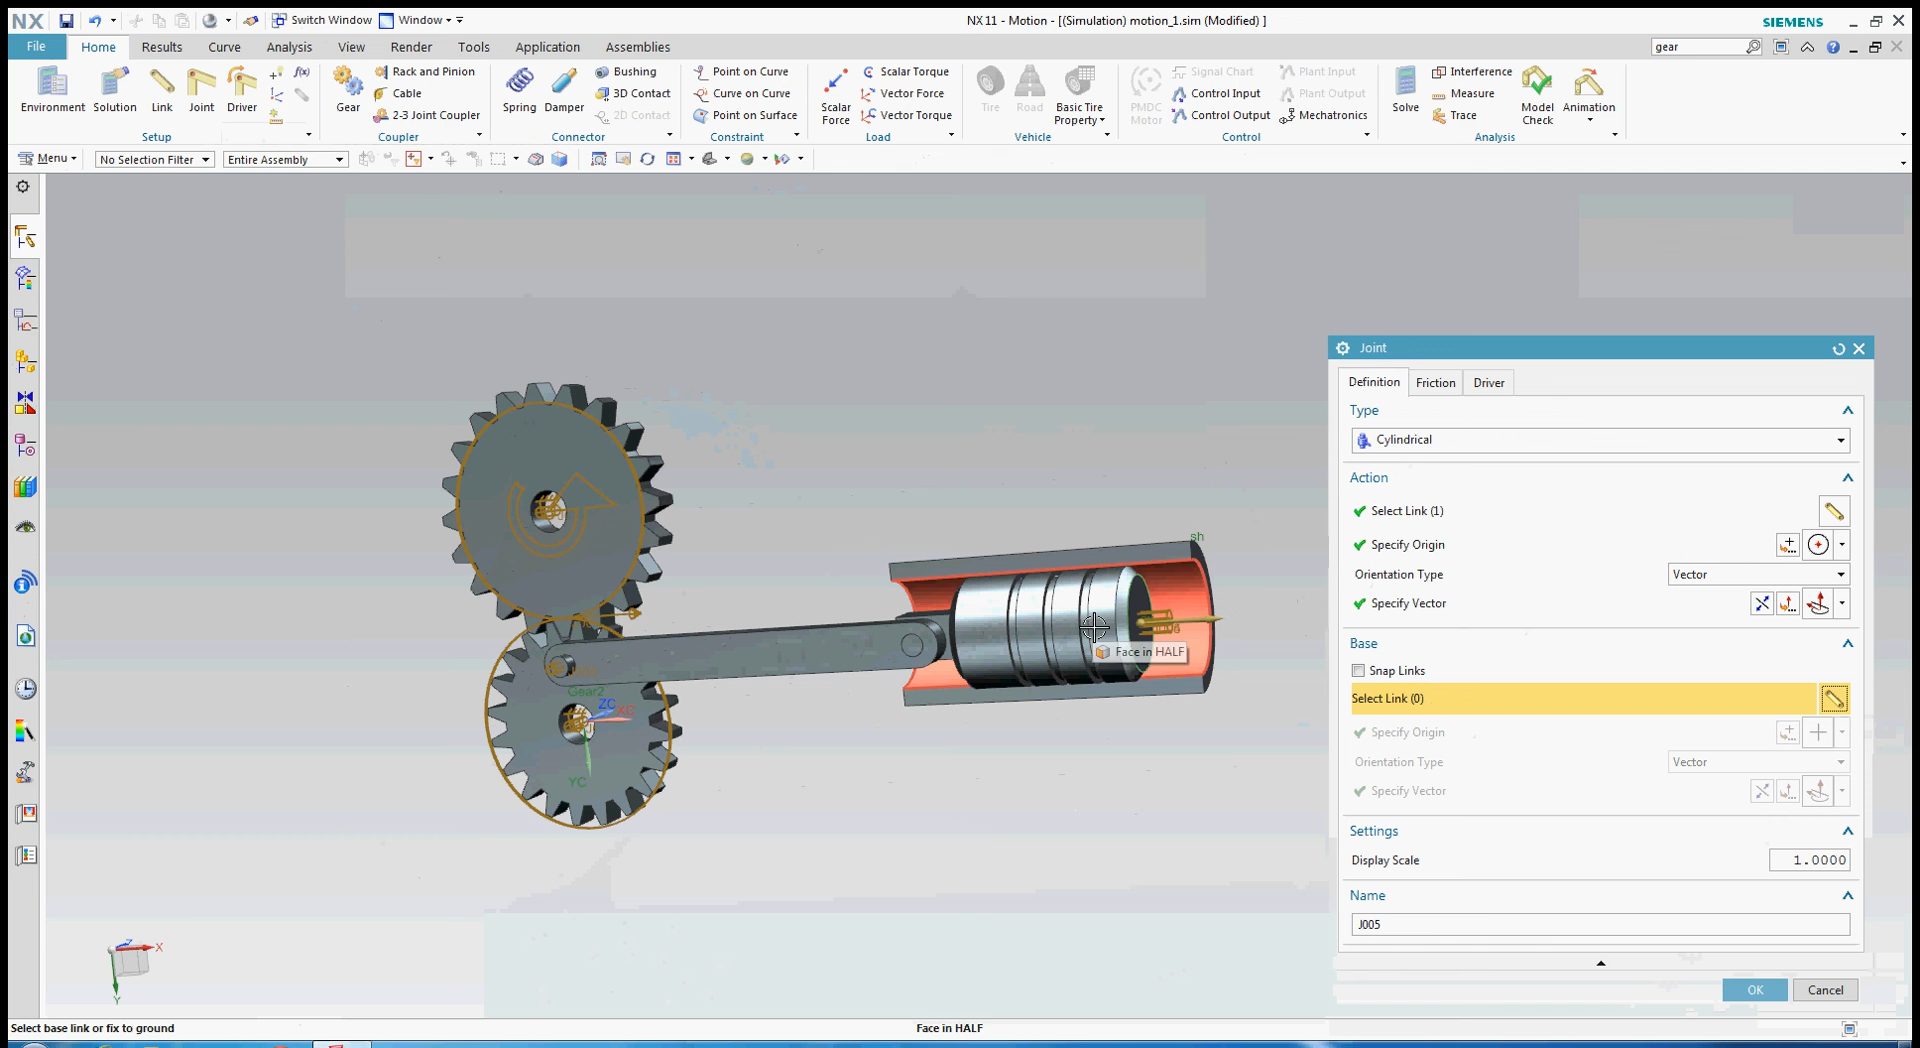 NX
Switch Window
Window
NX 11 - Motion - [(Simulation) motion_1.sim (Modified) ]
SIEMENS
File
Home
Results
Curve
Analysis
View
Render
Tools
Application
Assemblies
gear
Environment
Solution
Link
Joint
Driver
f(x)
Setup
Gear
Rack and Pinion
Cable
2-3 Joint Coupler
Coupler
Spring
Damper
Bushing
3D Contact
2D Contact
Connector
Point on Curve
Curve on Curve
Point on Surface
Constraint
Scalar Force
Scalar Torque
Vector Force
Vector Torque
Load
Tire
Road
Basic Tire Property
Vehicle
PMDC Motor
Signal Chart
Control Input
Control Output
Plant Input
Plant Output
Mechatronics
Control
Solve
Interference
Measure
Trace
Model Check
Animation
Analysis
Menu
No Selection Filter
Entire Assembly
sh
Face in HALF
Gear2
ZC
XC
YC
X
Y
Joint
Definition
Friction
Driver
Type
Cylindrical
Action
Select Link (1)
Specify Origin
Orientation Type
Vector
Specify Vector
Base
Snap Links
Select Link (0)
Specify Origin
Orientation Type
Vector
Specify Vector
Settings
Display Scale
1.0000
Name
J005
OK
Cancel
Select base link or fix to ground
Face in HALF